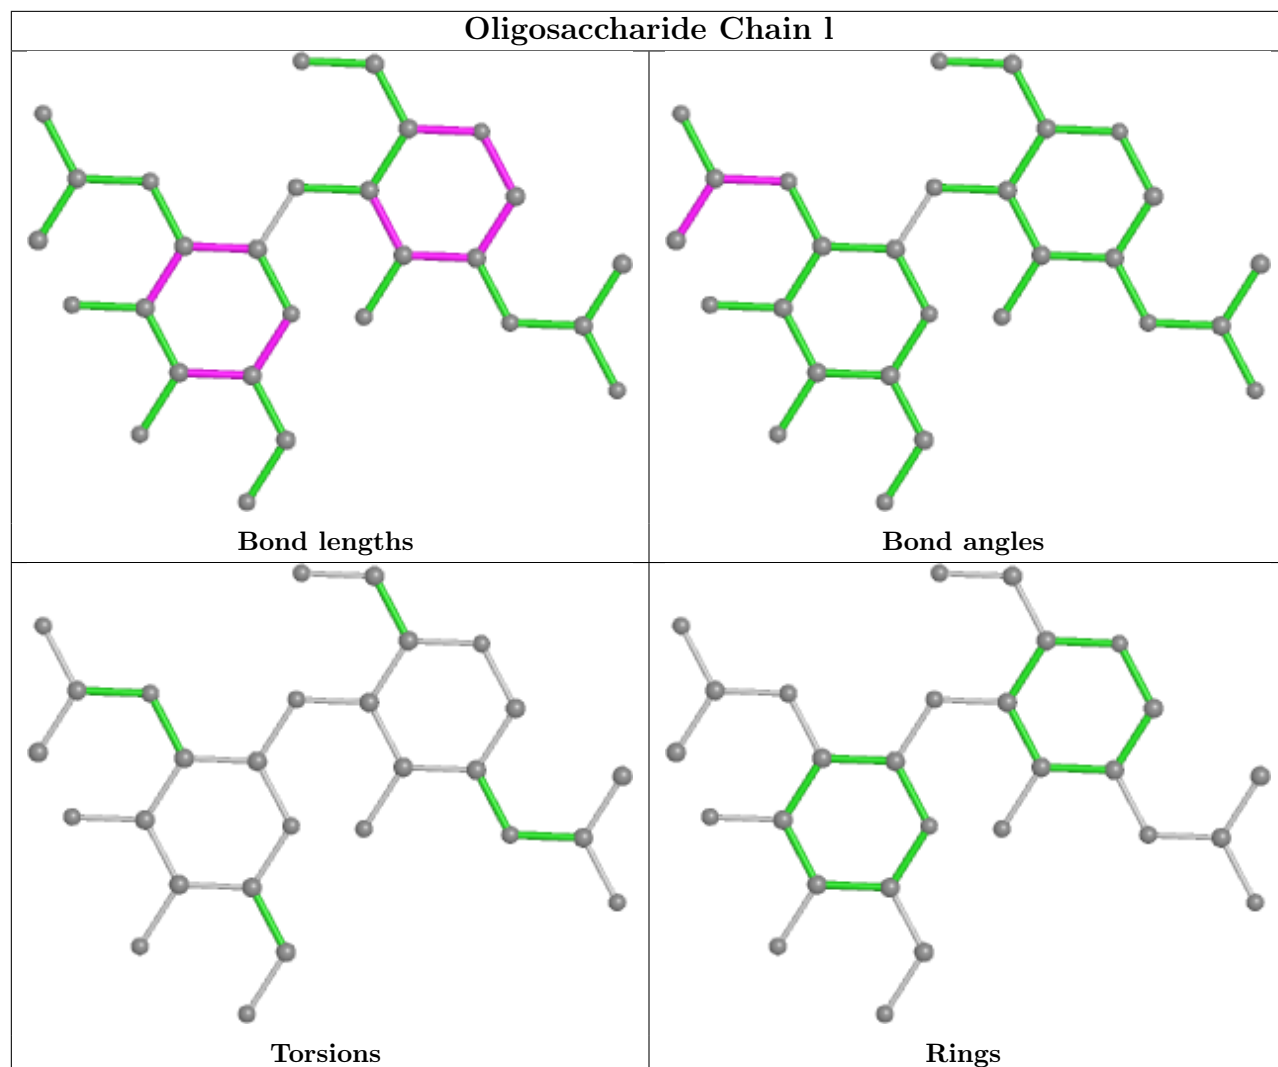 Oligosaccharide Chain l
Bond lengths
Bond angles
Torsions
Rings